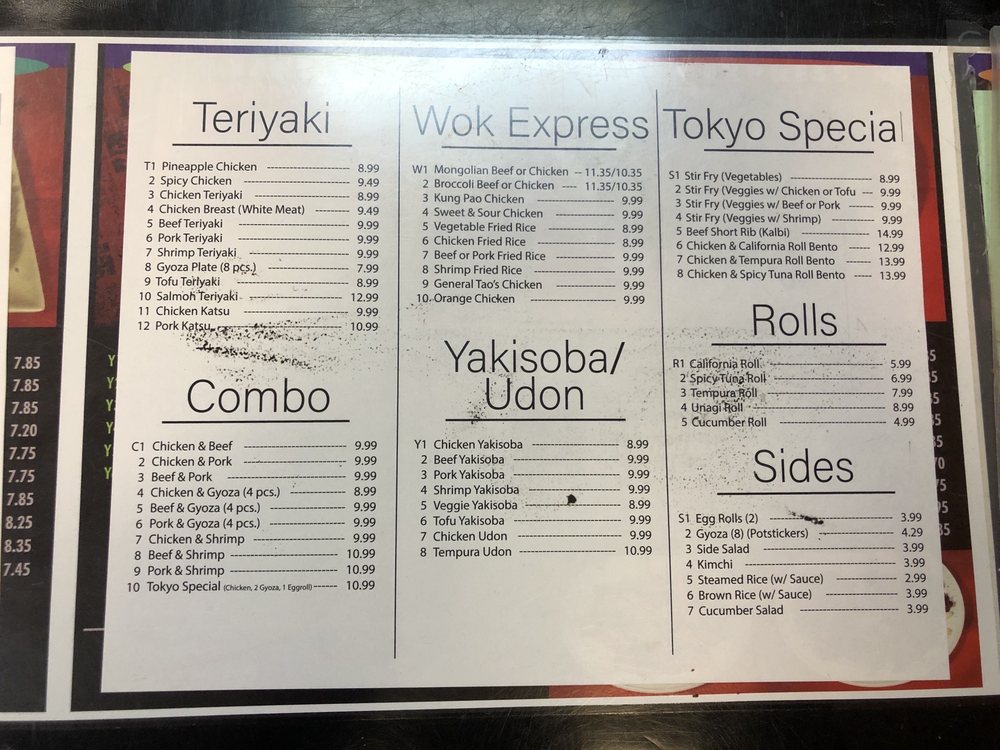 Teriyaki
T1 Pineapple Chicken --- 8.99
2 Spicy Chicken --- 9.49
3 Chicken Teriyaki --- 8.99
4 Chicken Breast (White Meat) --- 9.49
5 Beef Teriyaki --- 9.99
6 Pork Teriyaki --- 9.99
7 Shrimp Teriyaki --- 9.99
8 Gyoza Plate (8 pcs.) --- 7.99
9 Tofu Teriyaki --- 8.99
10 Salmon Teriyaki --- 12.99
11 Chicken Katsu --- 9.99
12 Pork Katsu --- 10.99
Combo
C1 Chicken & Beef --- 9.99
2 Chicken & Pork --- 9.99
3 Beef & Pork --- 9.99
4 Chicken & Gyoza (4 pcs.) --- 8.99
5 Beef & Gyoza (4 pcs.) --- 9.99
6 Pork & Gyoza (4 pcs.) --- 9.99
7 Chicken & Shrimp --- 9.99
8 Beef & Shrimp --- 10.99
9 Pork & Shrimp --- 10.99
10 Tokyo Special (Chicken, 2 Gyoza, 1 Eggroll) --- 10.99
Wok Express
W1 Mongolian Beef or Chicken --- 11.35/10.35
2 Broccoli Beef or Chicken --- 11.35/10.35
3 Kung Pao Chicken --- 9.99
4 Sweet & Sour Chicken --- 9.99
5 Vegetable Fried Rice --- 8.99
6 Chicken Fried Rice --- 8.99
7 Beef or Pork Fried Rice --- 9.99
8 Shrimp Fried Rice --- 9.99
9 General Tao's Chicken --- 9.99
10 Orange Chicken --- 9.99
Yakisoba/
Udon
Y1 Chicken Yakisoba --- 8.99
2 Beef Yakisoba --- 9.99
3 Pork Yakisoba --- 9.99
4 Shrimp Yakisoba --- 9.99
5 Veggie Yakisoba --- 8.99
6 Tofu Yakisoba --- 9.99
7 Chicken Udon --- 9.99
8 Tempura Udon --- 10.99
Tokyo Special
S1 Stir Fry (Vegetables) --- 8.99
2 Stir Fry (Veggies w/ Chicken or Tofu --- 9.99
3 Stir Fry (Veggies w/ Beef or Pork --- 9.99
4 Stir Fry (Veggies w/ Shrimp) --- 9.99
5 Beef Short Rib (Kalbi) --- 14.99
6 Chicken & California Roll Bento --- 12.99
7 Chicken & Tempura Roll Bento --- 13.99
8 Chicken & Spicy Tuna Roll Bento --- 13.99
Rolls
R1 California Roll --- 5.99
2 Spicy Tuna Roll --- 6.99
3 Tempura Roll --- 7.99
4 Unagi Roll --- 8.99
5 Cucumber Roll --- 4.99
Sides
S1 Egg Rolls (2) --- 3.99
2 Gyoza (8) (Potstickers) --- 4.29
3 Side Salad --- 3.99
4 Kimchi --- 3.99
5 Steamed Rice (w/ Sauce) --- 2.99
6 Brown Rice (w/ Sauce) --- 3.99
7 Cucumber Salad --- 3.99
7.85
7.85
7.85
7.20
7.75
7.75
7.85
8.25
8.35
7.45